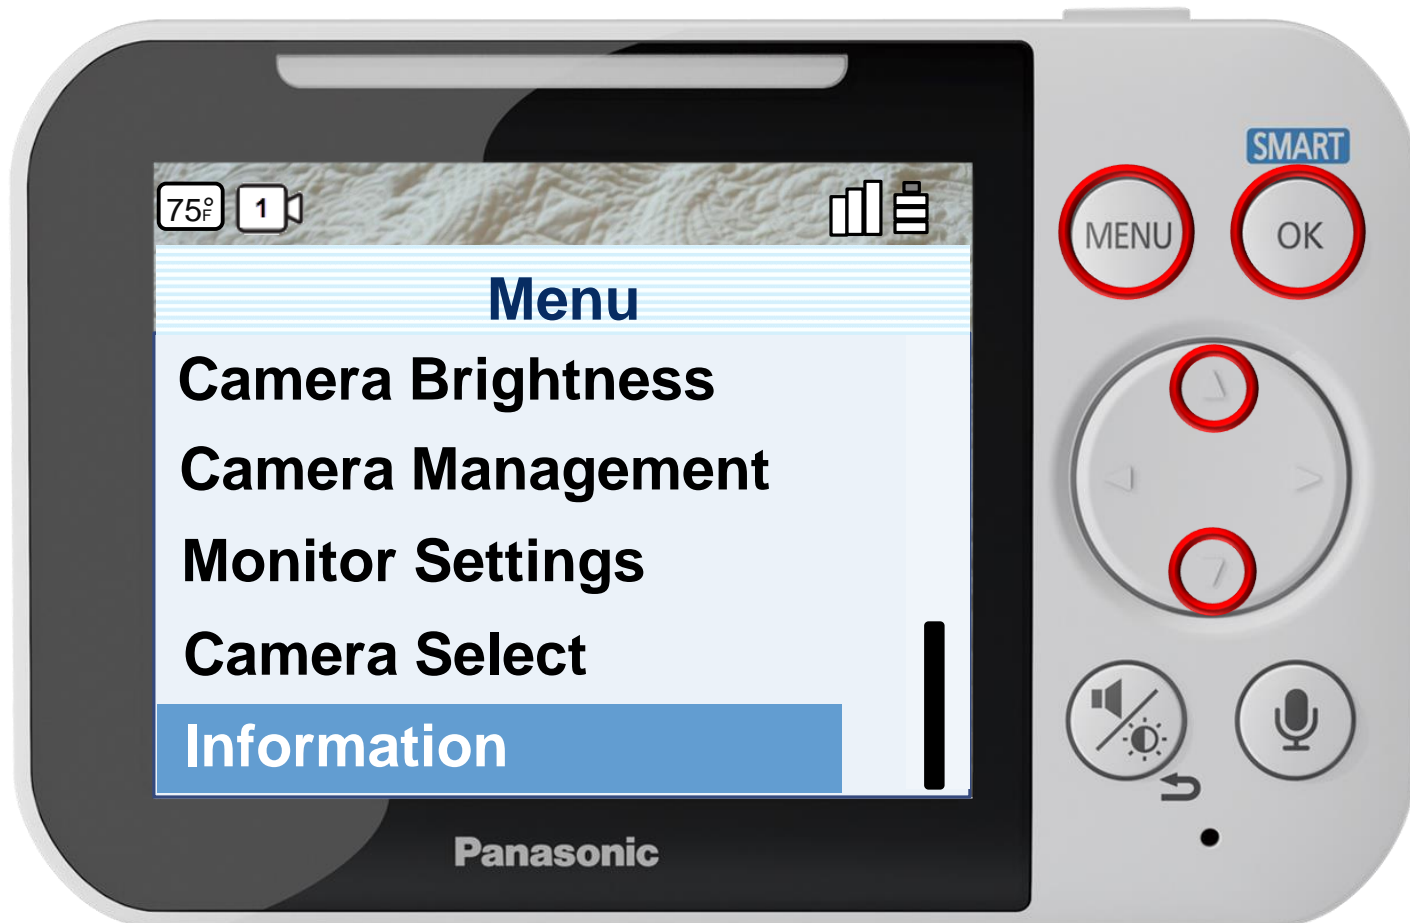 SMART
75°F 1
MENU OK
Menu
Camera Brightness
Camera Management
Monitor Settings
Camera Select
Information
Panasonic